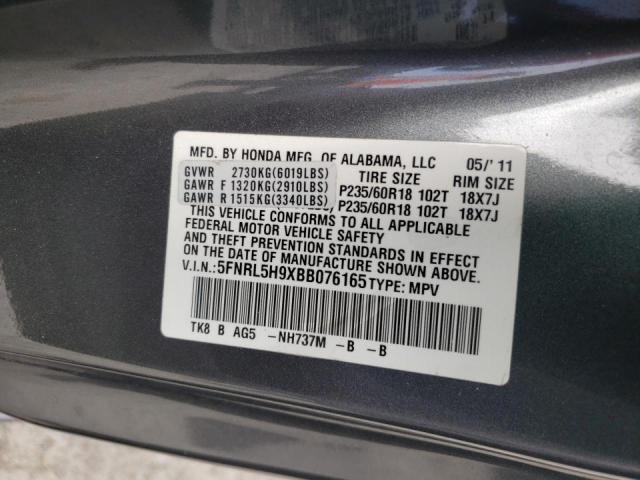 MFD. BY HONDA MFG. OF ALABAMA, LLC 05/'11
TIRE SIZE RIM SIZE
GVWR 2730KG(6019LBS)
GAWR F 1320KG(2910LBS) P235/60R18 102T 18X7J
GAWR R 1515KG(3340LBS) P235/60R18 102T 18X7J
THIS VEHICLE CONFORMS TO ALL APPLICABLE
FEDERAL MOTOR VEHICLE SAFETY
AND THEFT PREVENTION STANDARDS IN EFFECT
ON THE DATE OF MANUFACTURE SHOWN ABOVE.
V.I.N.: 5FNRL5H9XBB076165 TYPE: MPV
TK8 B AG5 -NH737M -B -B